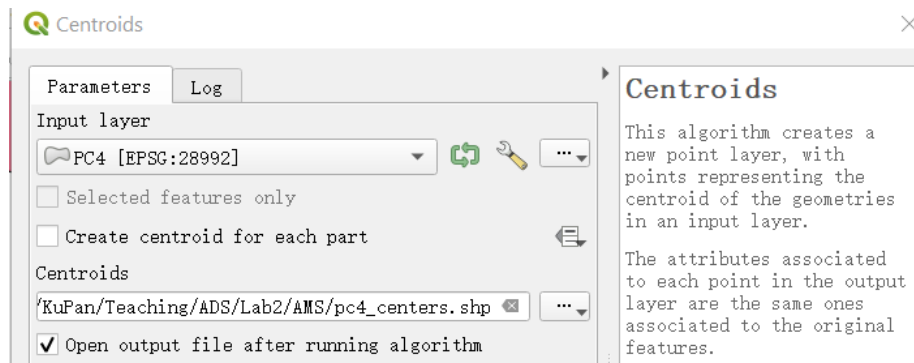 Centroids
Parameters
Log
Input layer
PC4 [EPSG:28992]
Selected features only
Create centroid for each part
Centroids
'KuPan/Teaching/ADS/Lab2/AMS/pc4_centers.shp
Open output file after running algorithm
Centroids
This algorithm creates a
new point layer, with
points representing the
centroid of the geometries
in an input layer.
The attributes associated
to each point in the output
layer are the same ones
associated to the original
features.